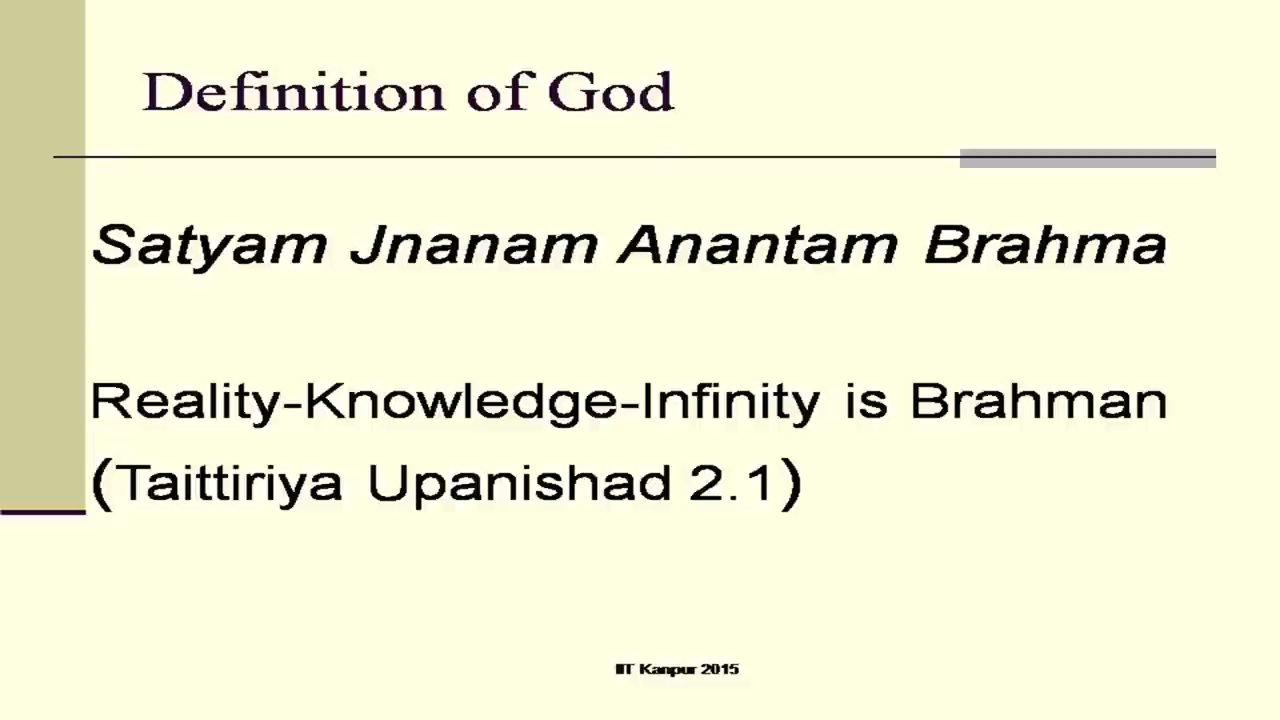 Definition of God
Satyam Jnanam Anantam Brahma
Reality-Knowledge-Infinity is Brahman
(Taittiriya Upanishad 2.1)
IIT Kanpur 2015